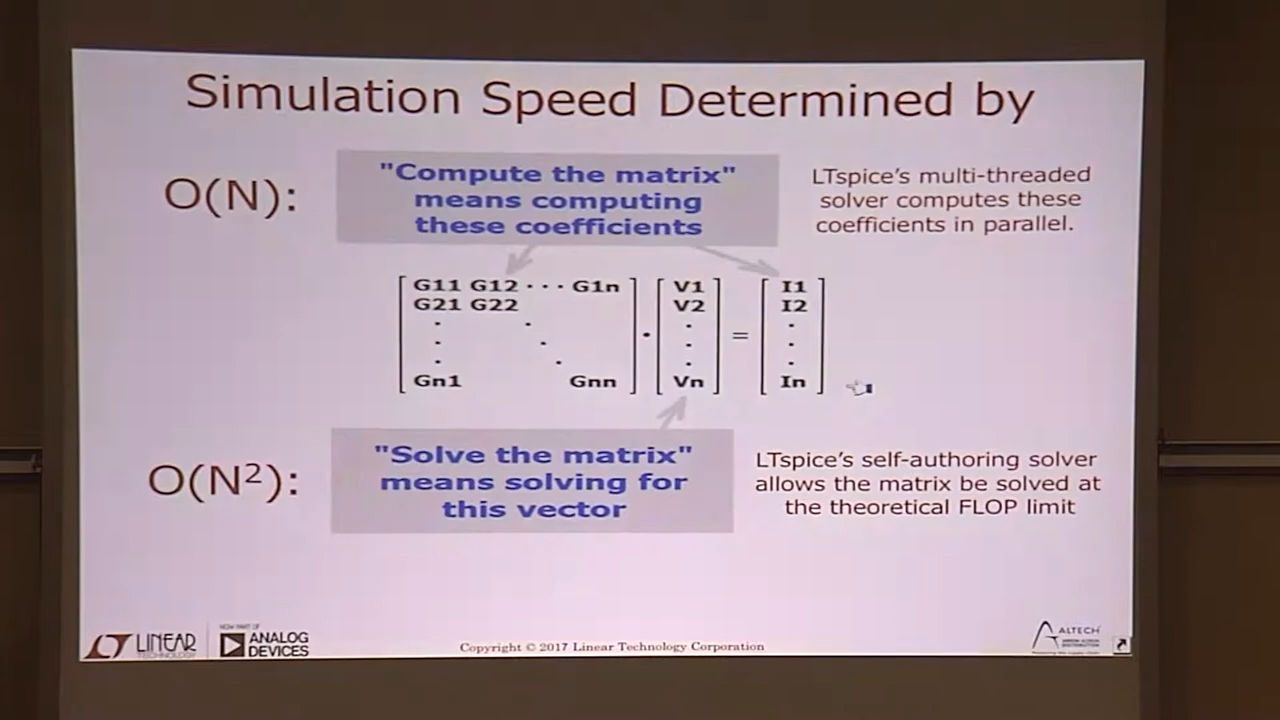 Simulation Speed Determined by
O(N):
"Compute the matrix"
means computing
these coefficients
LTspice's multi-threaded
solver computes these
coefficients in parallel.
G11 G12 · · · G1n
G21 G22
Gn1 Gnn
V1
V2
Vn
=
I1
I2
In
O(N²):
"Solve the matrix"
means solving for
this vector
LTspice's self-authoring solver
allows the matrix be solved at
the theoretical FLOP limit
LINEAR
TECHNOLOGY
NOW PART OF
ANALOG
DEVICES
Copyright © 2017 Linear Technology Corporation
ALTECH